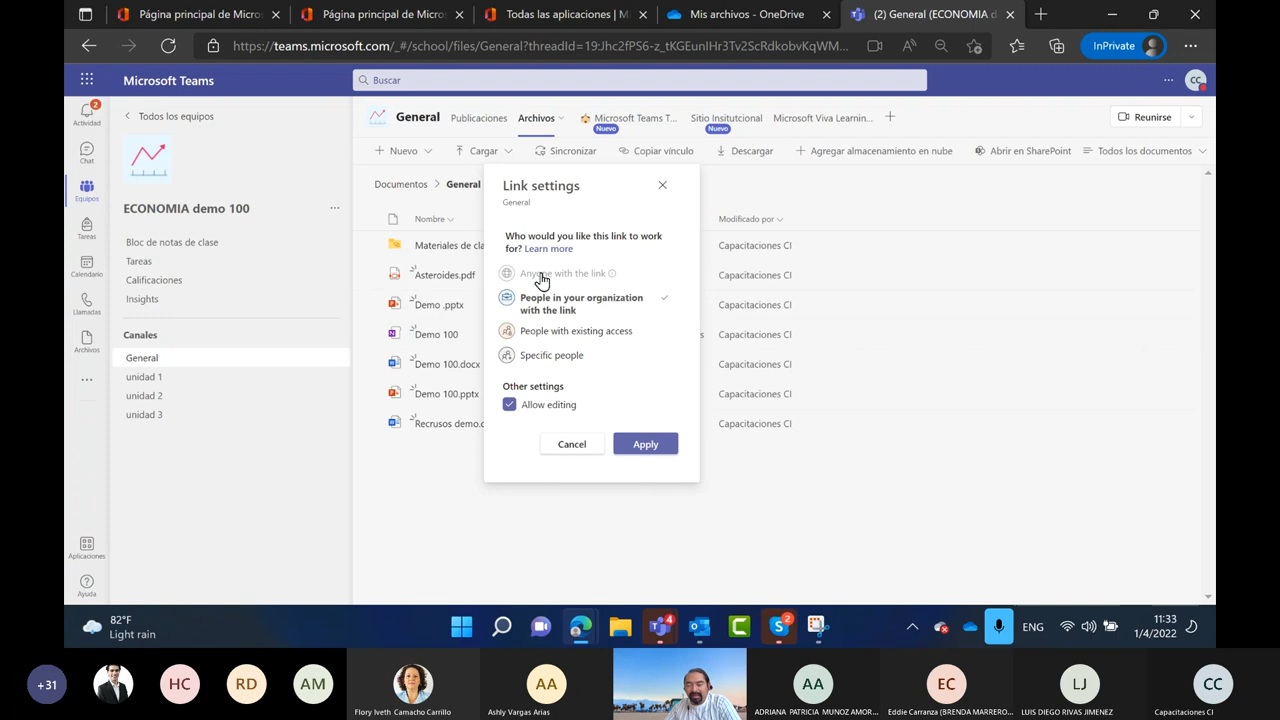 Página principal de Micros
Página principal de Micros
Todas las aplicaciones | M
Mis archivos - OneDrive
(2) General (ECONOMIA d
https://teams.microsoft.com/_#/school/files/General?threadId=19:Jhc2fPS6-z_tKGEunIHr3Tv2ScRdkobvKqWM...
InPrivate
Microsoft Teams
Buscar
CC
2
Actividad
Chat
Equipos
Tareas
Calendario
Llamadas
Archivos
Aplicaciones
Ayuda
Todos los equipos
ECONOMIA demo 100
Bloc de notas de clase
Tareas
Calificaciones
Insights
Canales
General
unidad 1
unidad 2
unidad 3
General
Publicaciones
Archivos
Microsoft Teams T...
Nuevo
Sitio Insitutcional
Nuevo
Microsoft Viva Learnin...
Reunirse
Nuevo
Cargar
Sincronizar
Copiar vínculo
Descargar
Agregar almacenamiento en nube
Abrir en SharePoint
Todos los documentos
Documentos > General
Nombre
Modificado por
Materiales de cla
Capacitaciones CI
Asteroides.pdf
Capacitaciones CI
Demo .pptx
Capacitaciones CI
Demo 100
s
Capacitaciones CI
Demo 100.docx
Capacitaciones CI
Demo 100.pptx
Capacitaciones CI
Recrusos demo.d
Capacitaciones CI
Link settings
General
Who would you like this link to work
for? Learn more
Anyone with the link
People in your organization
with the link
People with existing access
Specific people
Other settings
Allow editing
Cancel
Apply
82°F
Light rain
4
2
ENG
11:33
1/4/2022
+31
HC
RD
AM
Flory Iveth Camacho Carrillo
AA
Ashly Vargas Arias
AA
ADRIANA PATRICIA MUNOZ AMOR...
EC
Eddie Carranza (BRENDA MARRERO...
LJ
LUIS DIEGO RIVAS JIMENEZ
CC
Capacitaciones CI